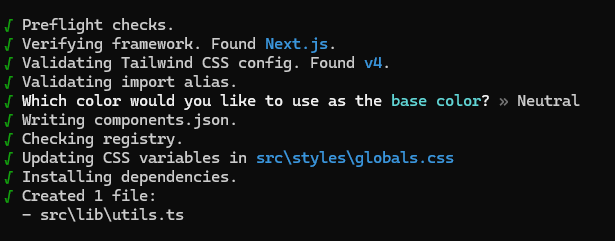 √ Preflight checks.
√ Verifying framework. Found Next.js.
√ Validating Tailwind CSS config. Found v4.
√ Validating import alias.
√ Which color would you like to use as the base color? » Neutral
√ Writing components.json.
√ Checking registry.
√ Updating CSS variables in src\styles\globals.css
√ Installing dependencies.
√ Created 1 file:
- src\lib\utils.ts